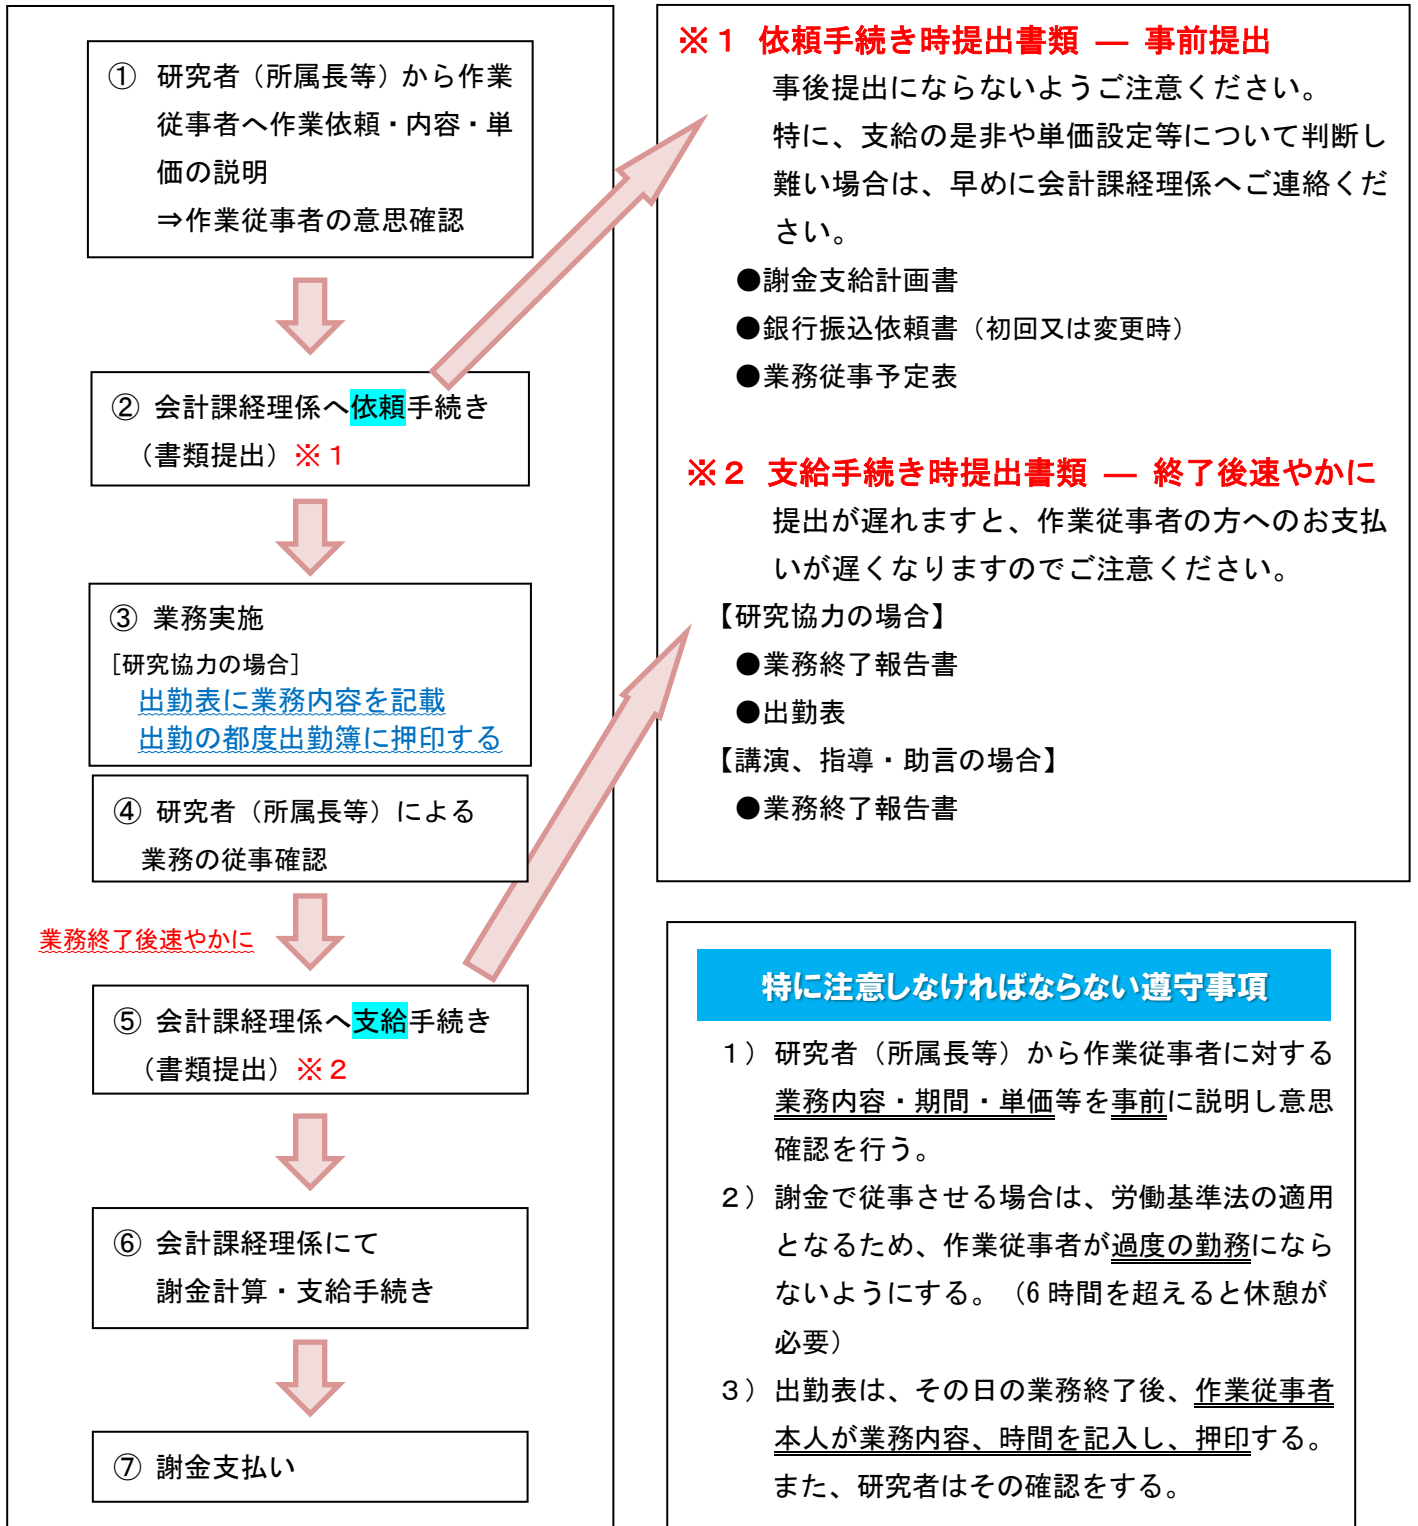 ① 研究者（所属長等）から作業
従事者へ作業依頼・内容・単
価の説明
⇒作業従事者の意思確認
② 会計課経理係へ依頼手続き
（書類提出）※１
③ 業務実施
［研究協力の場合］
出勤表に業務内容を記載
出勤の都度出勤簿に押印する
④ 研究者（所属長等）による
業務の従事確認
業務終了後速やかに
⑤ 会計課経理係へ支給手続き
（書類提出）※２
⑥ 会計課経理係にて
謝金計算・支給手続き
⑦ 謝金支払い
※１ 依頼手続き時提出書類 ― 事前提出
事後提出にならないようご注意ください。
特に、支給の是非や単価設定等について判断し
難い場合は、早めに会計課経理係へご連絡くだ
さい。
●謝金支給計画書
●銀行振込依頼書（初回又は変更時）
●業務従事予定表
※２ 支給手続き時提出書類 ― 終了後速やかに
提出が遅れますと、作業従事者の方へのお支払
いが遅くなりますのでご注意ください。
【研究協力の場合】
●業務終了報告書
●出勤表
【講演、指導・助言の場合】
●業務終了報告書
特に注意しなければならない遵守事項
１）研究者（所属長等）から作業従事者に対する
業務内容・期間・単価等を事前に説明し意思
確認を行う。
２）謝金で従事させる場合は、労働基準法の適用
となるため、作業従事者が過度の勤務になら
ないようにする。（6 時間を超えると休憩が
必要）
３）出勤表は、その日の業務終了後、作業従事者
本人が業務内容、時間を記入し、押印する。
また、研究者はその確認をする。